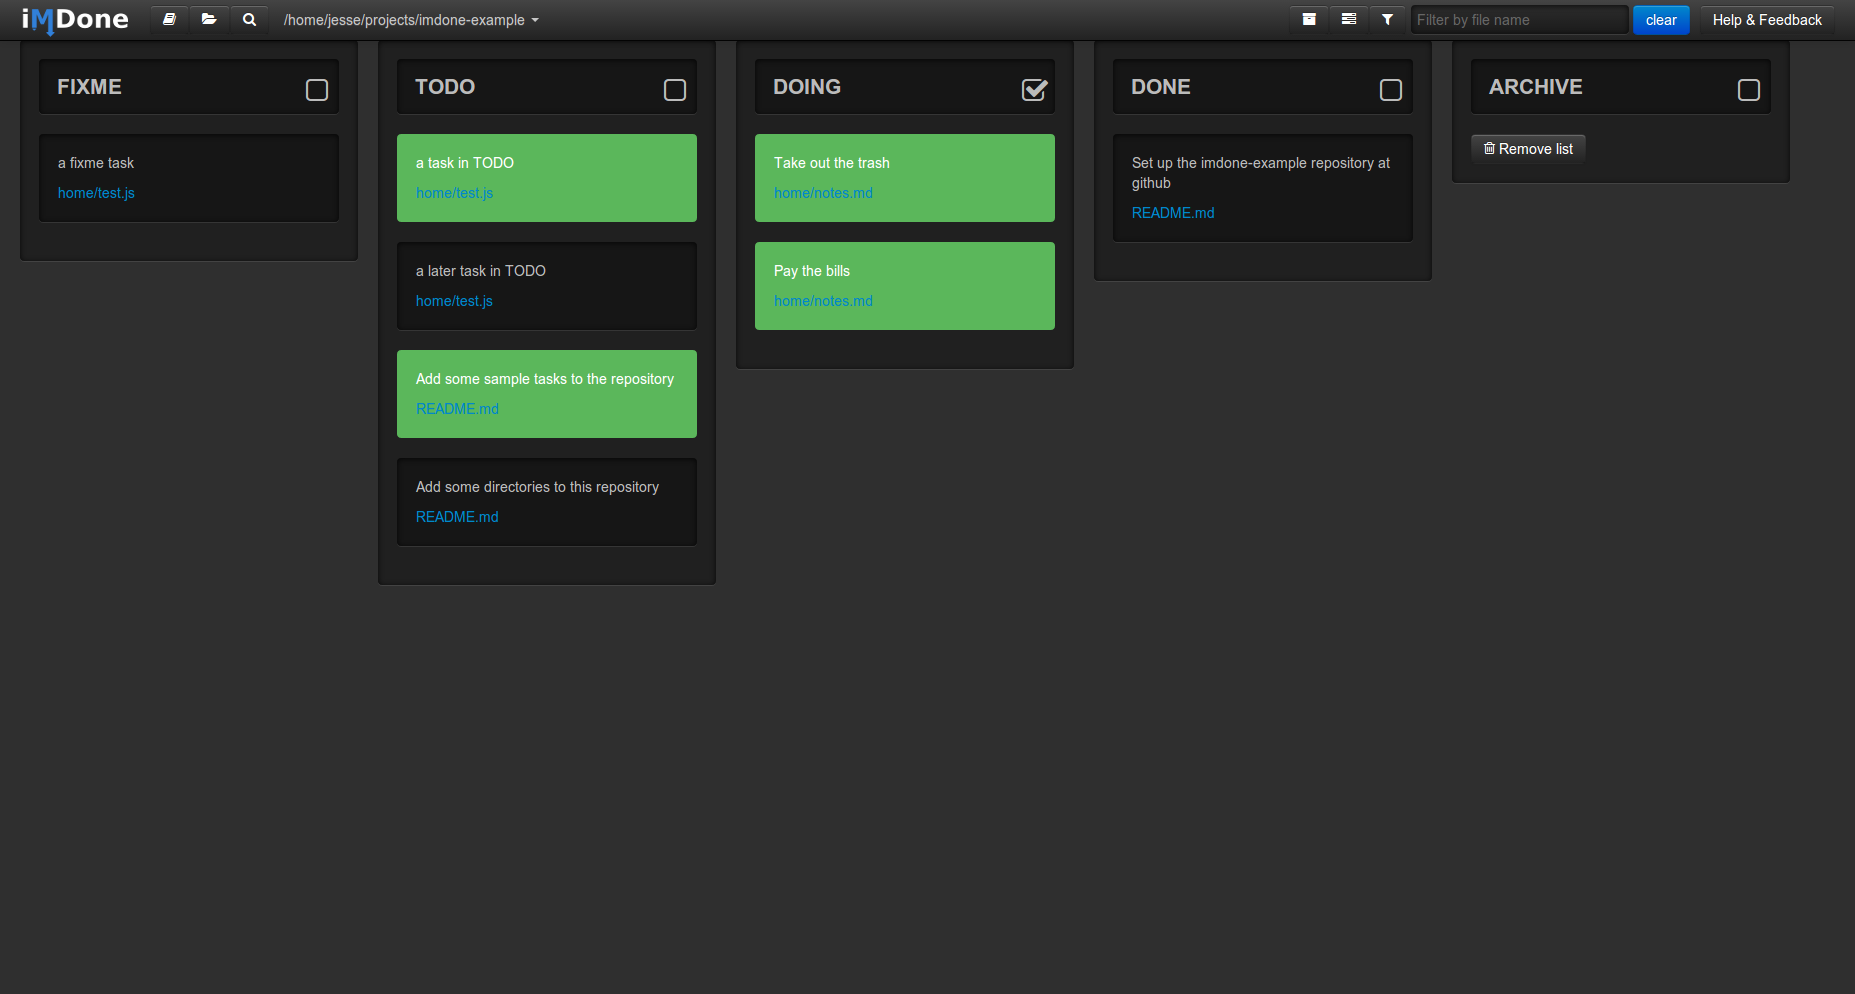 iMDone
/home/jesse/projects/imdone-example
Filter by file name
clear
Help & Feedback
FIXME
a fixme task
home/test.js
TODO
a task in TODO
home/test.js
a later task in TODO
home/test.js
Add some sample tasks to the repository
README.md
Add some directories to this repository
README.md
DOING
Take out the trash
home/notes.md
Pay the bills
home/notes.md
DONE
Set up the imdone-example repository at
github
README.md
ARCHIVE
Remove list